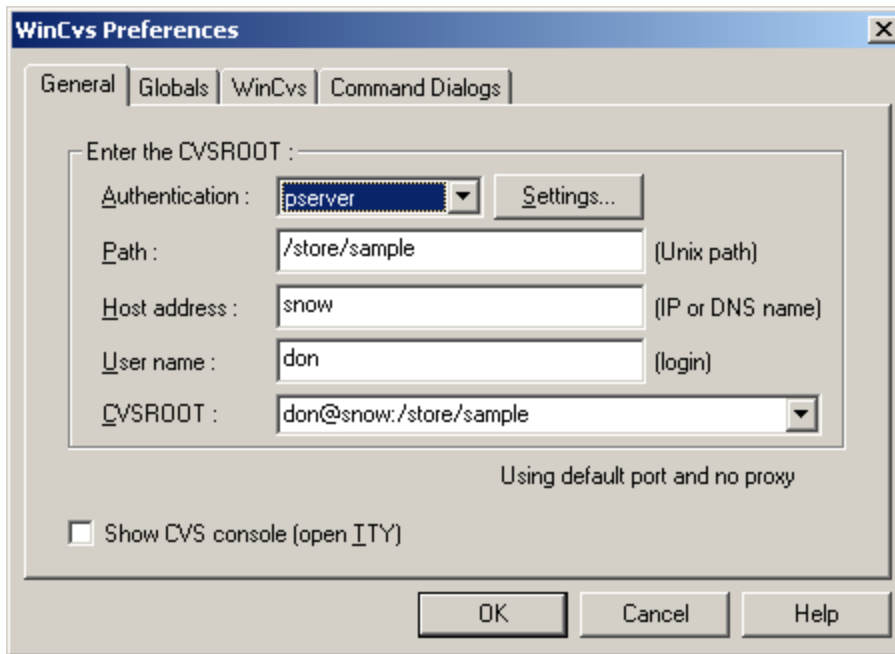 WinCvs Preferences
General Globals WinCvs Command Dialogs
Enter the CVSROOT :
Authentication : pserver Settings...
Path : /store/sample (Unix path)
Host address : snow (IP or DNS name)
User name : don (login)
CVSROOT : don@snow:/store/sample
Using default port and no proxy
Show CVS console (open TTY)
OK Cancel Help